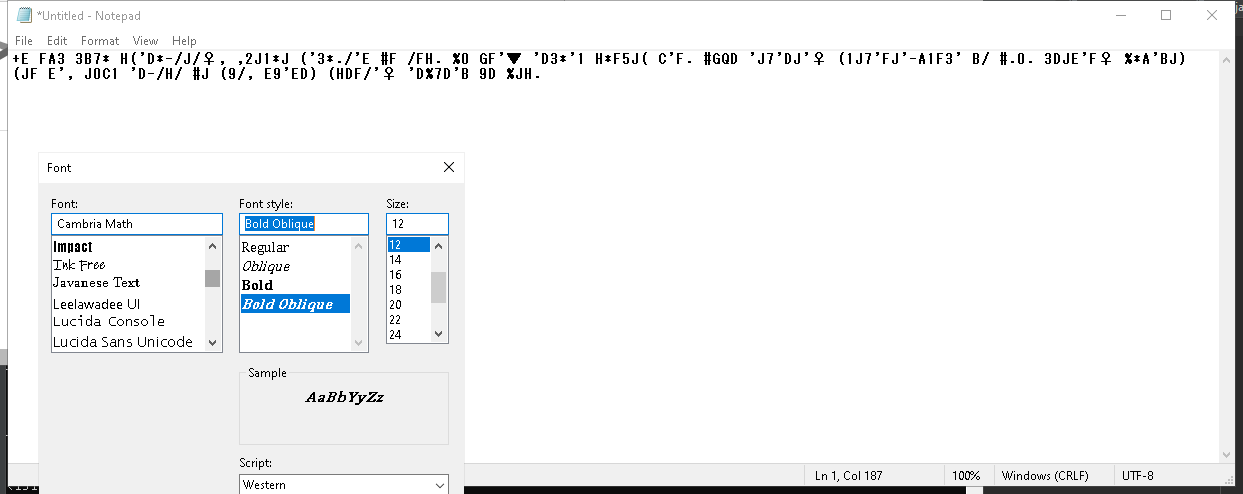 *Untitled - Notepad
File Edit Format View Help
+E FA3 3B7* H('D*-/J/♀, ,2J1*J ('3*./'E #F /FH. %0 GF'▼ 'D3*'1 H*F5J( C'F. #GQD 'J7'DJ'♀ (1J7'FJ'-A1F3' B/ #.0. 3DJE'F♀ %*A'BJ)
(JF E', JOC1 'D-/H/ #J (9/, E9'ED) (HDF/'♀ 'D%7D'B 9D %JH.
Font
Font: Font style: Size:
Cambria Math Bold Oblique 12
Impact Regular 12
Ink Free Oblique 14
Javanese Text Bold 16
Leelawadee UI Bold Oblique 18
Lucida Console 20
Lucida Sans Unicode 22
24
Sample
AaBbYyZz
Script:
Western
Ln 1, Col 187 100% Windows (CRLF) UTF-8